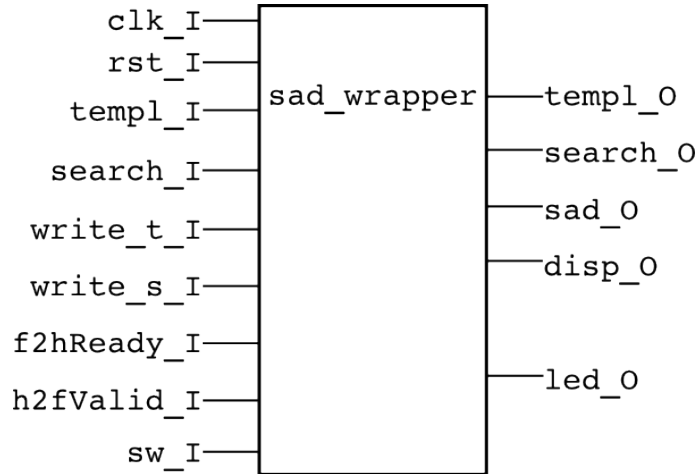 clk_I
rst_I
templ_I
search_I
write_t_I
write_s_I
f2hReady_I
h2fValid_I
sw_I
sad_wrapper
templ_O
search_O
sad_O
disp_O
led_O